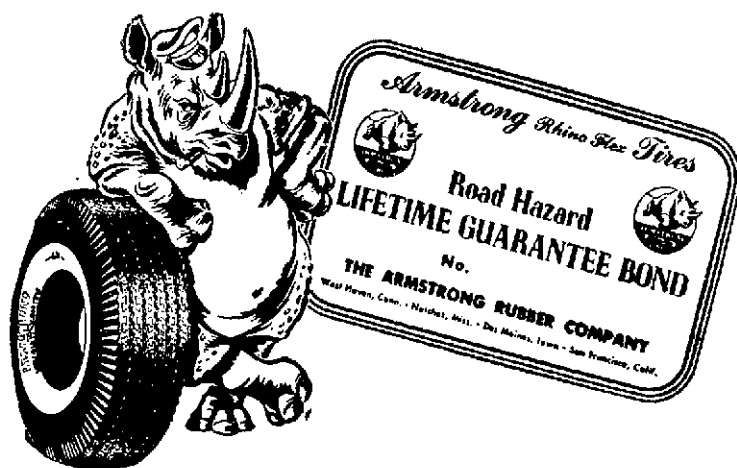 Armstrong Rhino Flex Tires
Road Hazard
LIFETIME GUARANTEE BOND
No.
THE ARMSTRONG RUBBER COMPANY
West Haven, Conn. - Natchez, Miss. - Des Moines, Iowa - San Francisco, Calif.